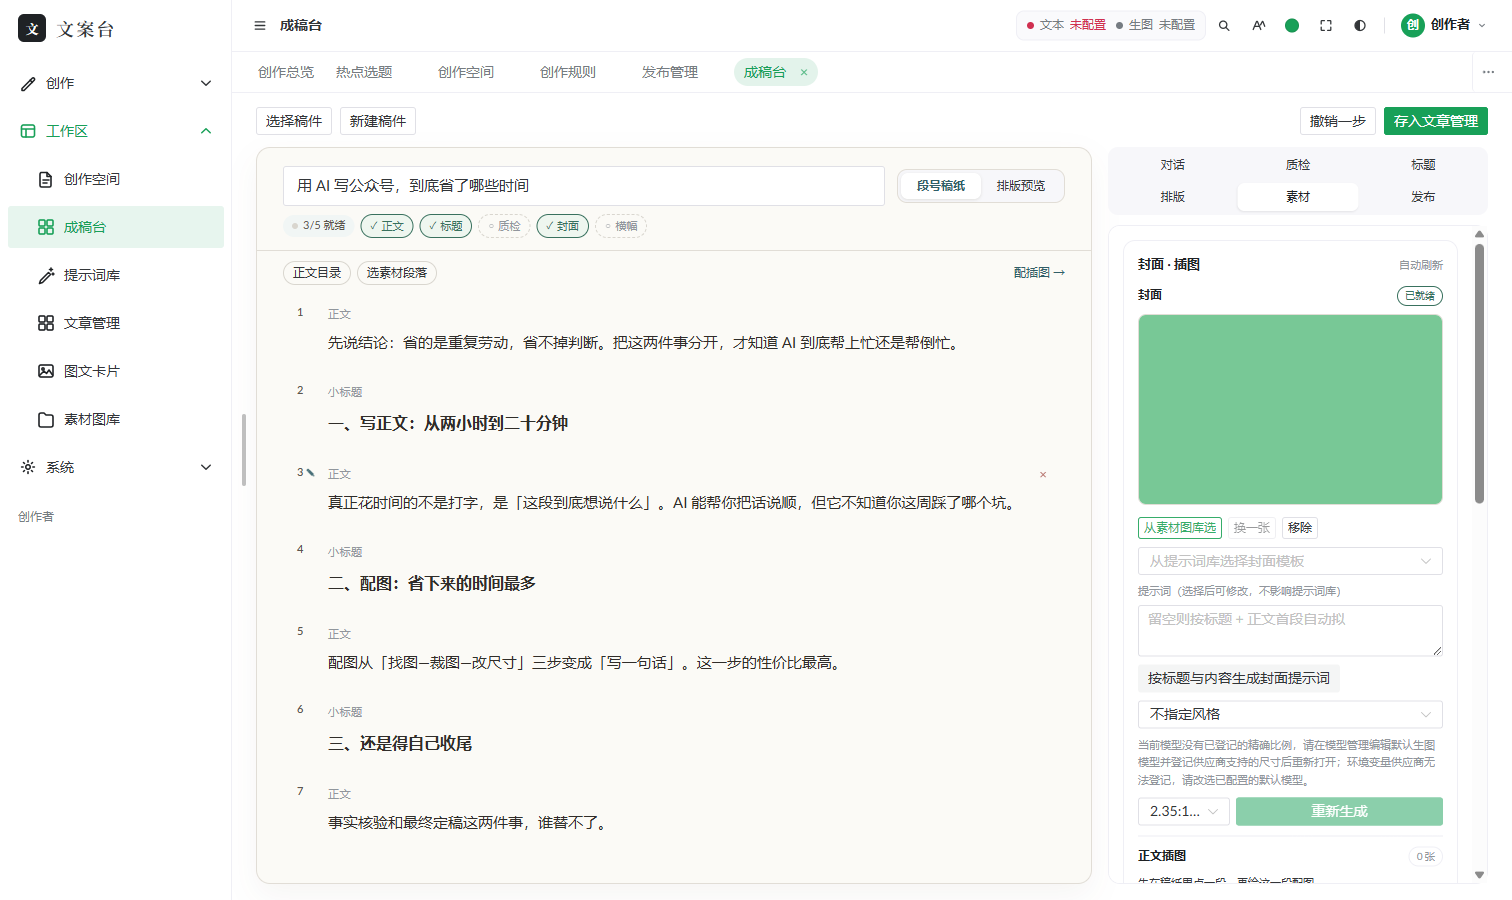 文 文案台
创作
工作区
创作空间
成稿台
提示词库
文章管理
图文卡片
素材图库
系统
创作者
成稿台
文本 未配置 生图 未配置
创 创作者
创作总览 热点选题 创作空间 创作规则 发布管理 成稿台 ×
选择稿件 新建稿件
撤销一步 存入文章管理
用 AI 写公众号，到底省了哪些时间
段号稿纸 排版预览
3/5 就绪 ✓ 正文 ✓ 标题 ○ 质检 ✓ 封面 ○ 横幅
正文目录 选素材段落
配插图 →
1 正文
先说结论：省的是重复劳动，省不掉判断。把这两件事分开，才知道 AI 到底帮上忙还是帮倒忙。
2 小标题
一、写正文：从两小时到二十分钟
3 正文 ×
真正花时间的不是打字，是「这段到底想说什么」。AI 能帮你把话说顺，但它不知道你这周踩了哪个坑。
4 小标题
二、配图：省下来的时间最多
5 正文
配图从「找图—裁图—改尺寸」三步变成「写一句话」。这一步的性价比最高。
6 小标题
三、还是得自己收尾
7 正文
事实核验和最终定稿这两件事，谁替不了。
对话 质检 标题
排版 素材 发布
封面 · 插图 自动刷新
封面 已就绪
从素材图库选 换一张 移除
从提示词库选择封面模板
提示词（选择后可修改，不影响提示词库）
留空则按标题 + 正文首段自动拟
按标题与内容生成封面提示词
不指定风格
当前模型没有已登记的精确比例，请在模型管理编辑默认生图
模型并登记供应商支持的尺寸后重新打开；环境变量供应商无
法登记，请改选已配置的默认模型。
2.35:1... 重新生成
正文插图 0 张